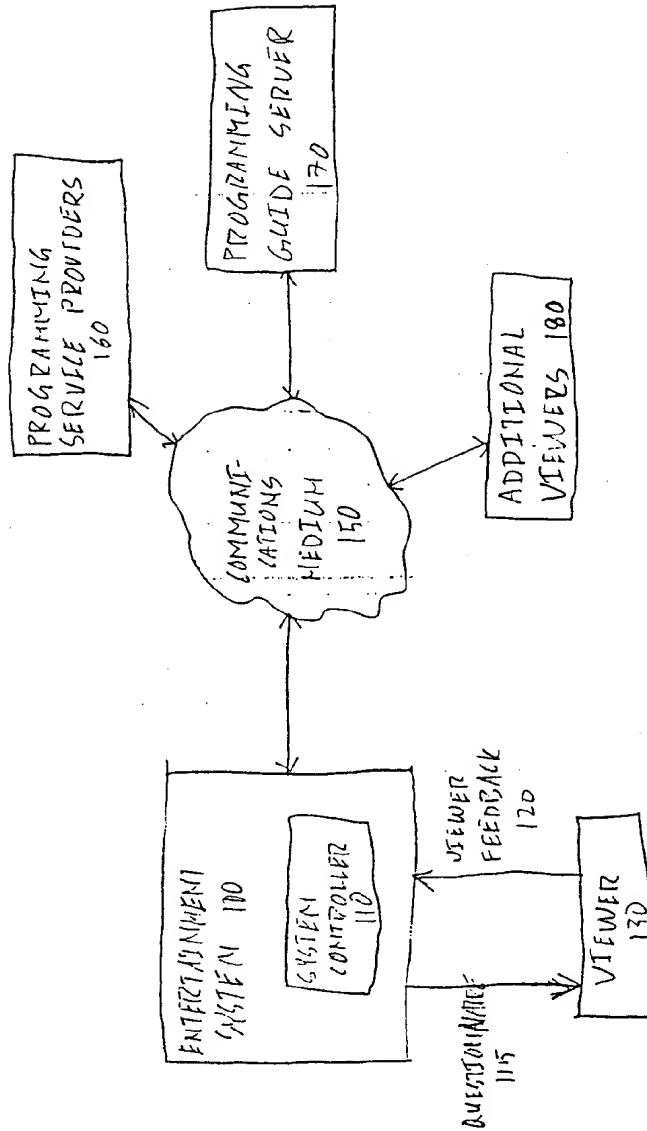 PROGRAMMING
SERVICE PROVIDERS
160
PROGRAMMING
GUIDE SERVER
170
COMMUNI-
CATIONS
MEDIUM
150
ADDITIONAL
VIEWERS 180
ENTERTAINMENT
SYSTEM 100
SYSTEM
CONTROLLER
110
VIEWER
FEEDBACK
120
QUESTIONNAIRE
115
VIEWER
130